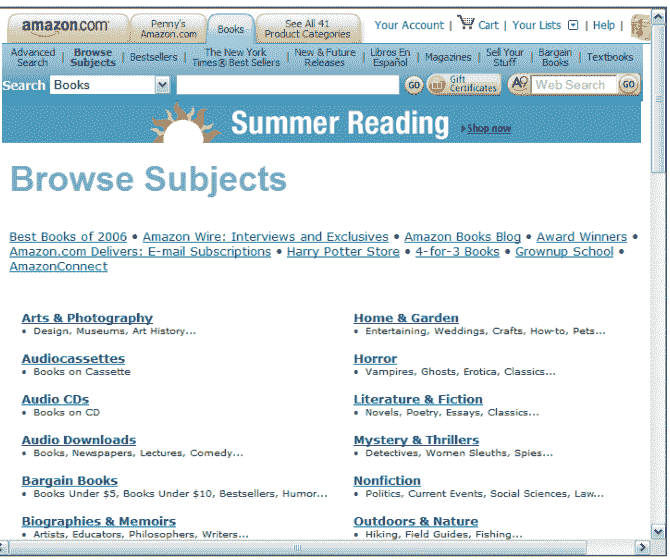 amazon.com
Penny's
Amazon.com
Books
See All 41
Product Categories
Your Account | Cart | Your Lists | Help |
Advanced Search | Browse Subjects | Bestsellers | The New York Times® Best Sellers | New & Future Releases | Libros En Español | Magazines | Sell Your Stuff | Bargain Books | Textbooks
Search Books GO Gift Certificates A9 Web Search GO
Summer Reading Shop now
Browse Subjects
Best Books of 2006 • Amazon Wire: Interviews and Exclusives • Amazon Books Blog • Award Winners •
Amazon.com Delivers: E-mail Subscriptions • Harry Potter Store • 4-for-3 Books • Grownup School •
AmazonConnect
Arts & Photography
• Design, Museums, Art History...
Audiocassettes
• Books on Cassette
Audio CDs
• Books on CD
Audio Downloads
• Books, Newspapers, Lectures, Comedy...
Bargain Books
• Books Under $5, Books Under $10, Bestsellers, Humor...
Biographies & Memoirs
• Artists, Educators, Philosophers, Writers...
Home & Garden
• Entertaining, Weddings, Crafts, How-to, Pets...
Horror
• Vampires, Ghosts, Erotica, Classics...
Literature & Fiction
• Novels, Poetry, Essays, Classics...
Mystery & Thrillers
• Detectives, Women Sleuths, Spies...
Nonfiction
• Politics, Current Events, Social Sciences, Law...
Outdoors & Nature
• Hiking, Field Guides, Fishing...